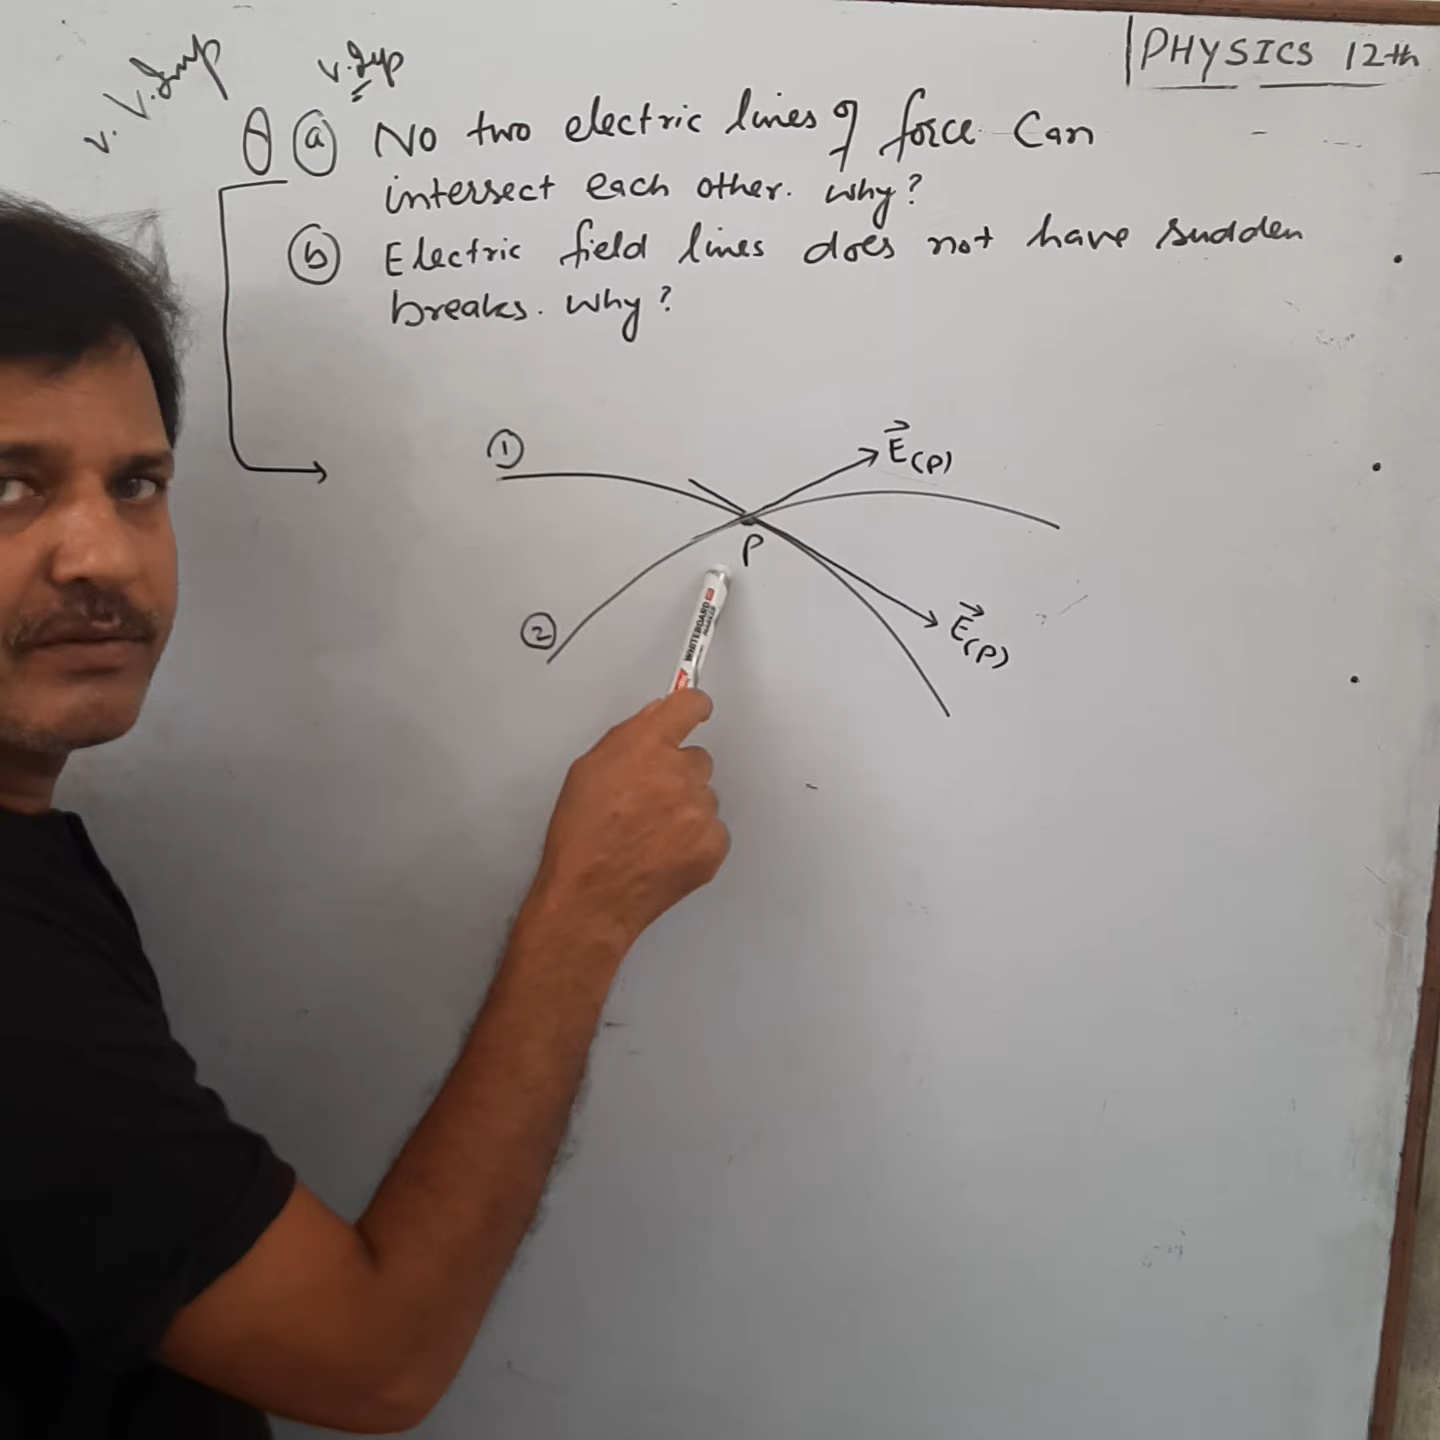 PHYSICS 12th
v. V. Imp
V. Imp
Q (a) No two electric lines of force Can
intersect each other. Why?
(b) Electric field lines does not have sudden
breaks. Why?
①
E⃗(P)
P
WHITEBOARD
②
E⃗(P)